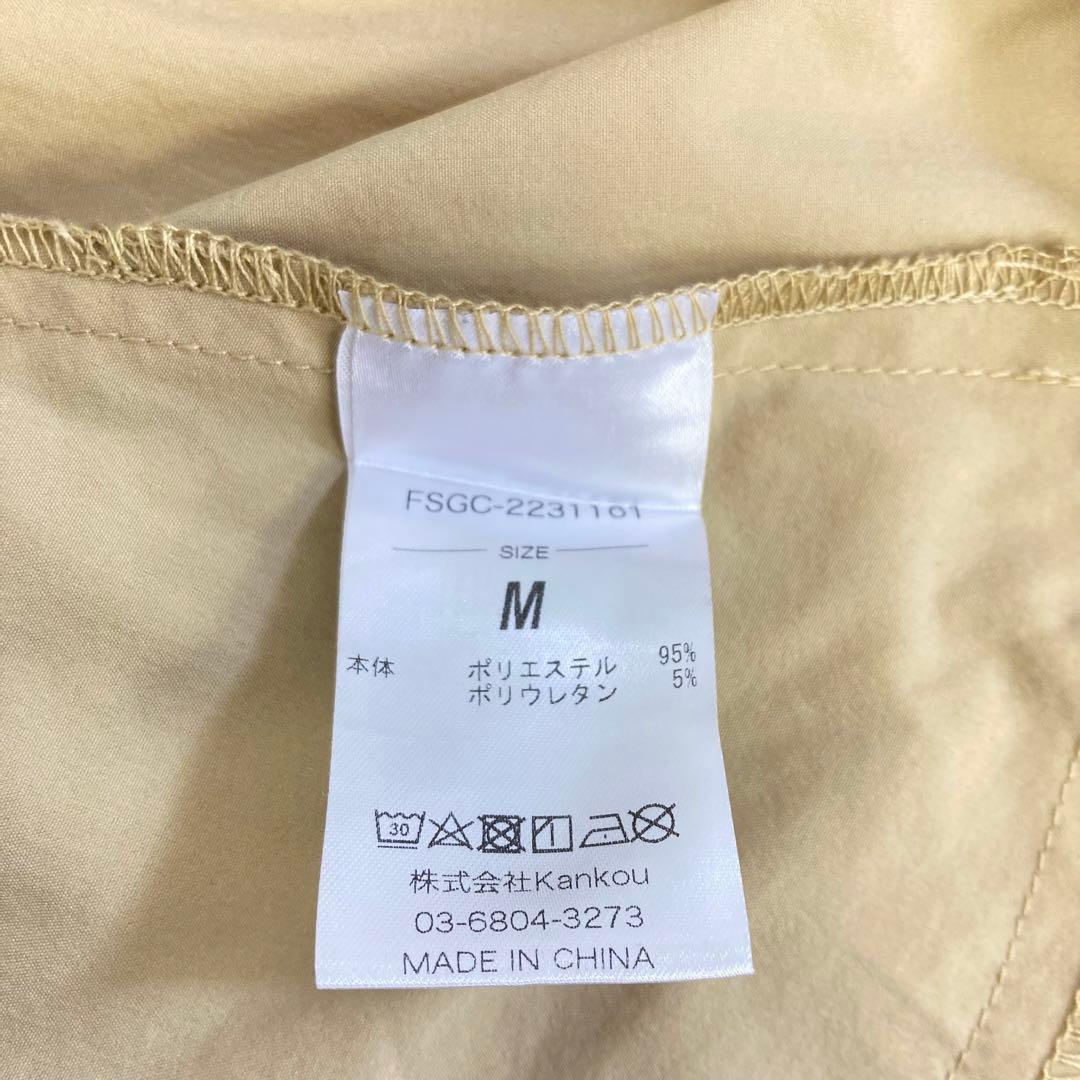 FSGC-2231161
SIZE
M
本体 ポリエステル 95%
ポリウレタン 5%
30
株式会社Kankou
03-6804-3273
MADE IN CHINA